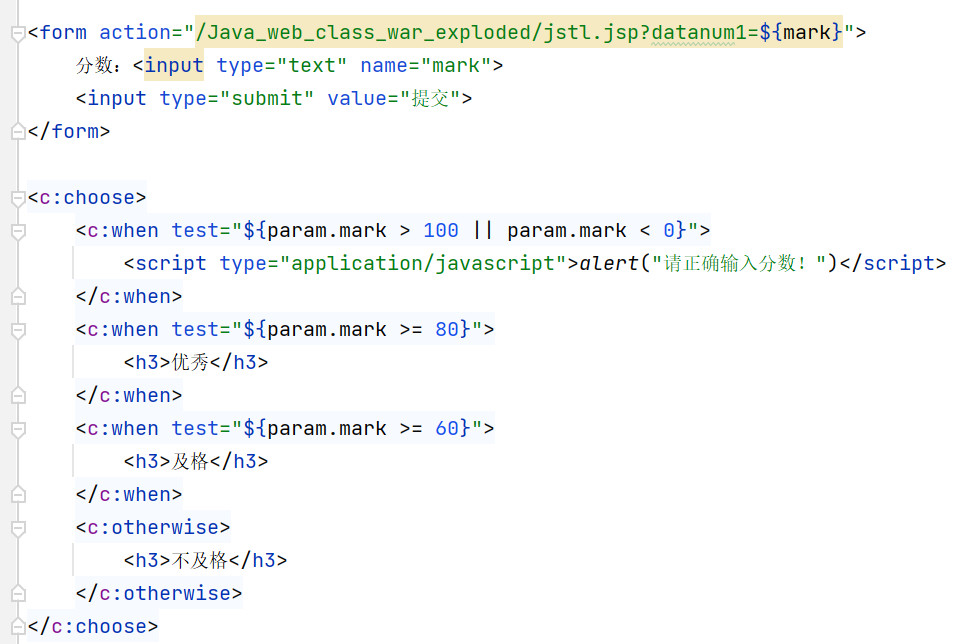 <form action="/Java_web_class_war_exploded/jstl.jsp?datanum1=${mark}">
分数：<input type="text" name="mark">
<input type="submit" value="提交">
</form>
<c:choose>
<c:when test="${param.mark > 100 || param.mark < 0}">
<script type="application/javascript">alert("请正确输入分数！")</script>
</c:when>
<c:when test="${param.mark >= 80}">
<h3>优秀</h3>
</c:when>
<c:when test="${param.mark >= 60}">
<h3>及格</h3>
</c:when>
<c:otherwise>
<h3>不及格</h3>
</c:otherwise>
</c:choose>